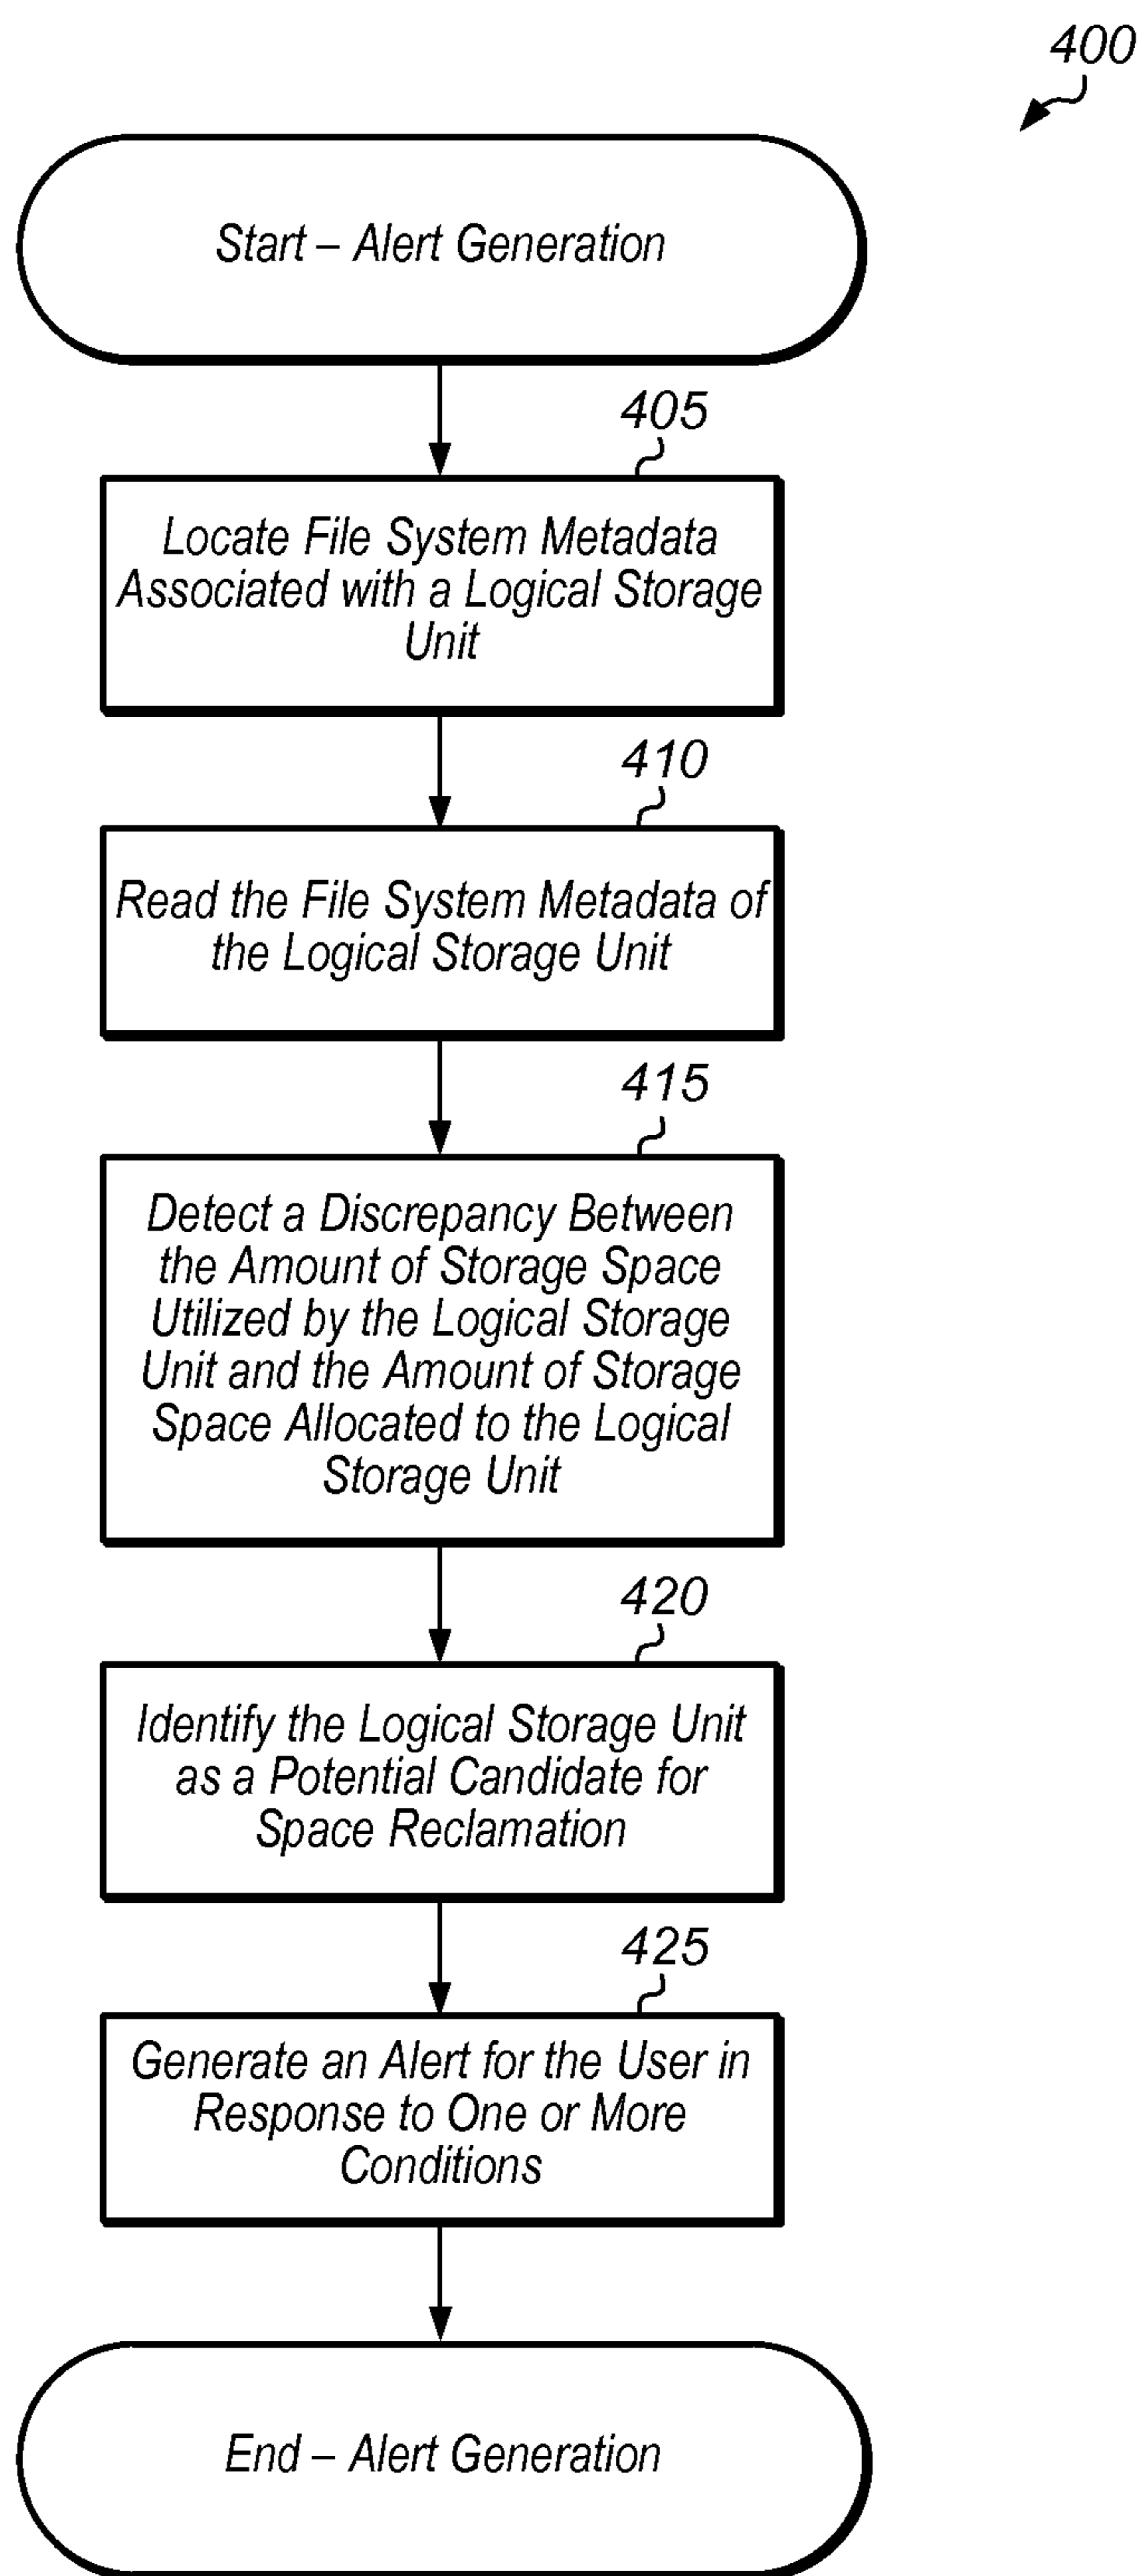 400
Start – Alert Generation
405
Locate File System Metadata
Associated with a Logical Storage
Unit
410
Read the File System Metadata of
the Logical Storage Unit
415
Detect a Discrepancy Between
the Amount of Storage Space
Utilized by the Logical Storage
Unit and the Amount of Storage
Space Allocated to the Logical
Storage Unit
420
Identify the Logical Storage Unit
as a Potential Candidate for
Space Reclamation
425
Generate an Alert for the User in
Response to One or More
Conditions
End – Alert Generation